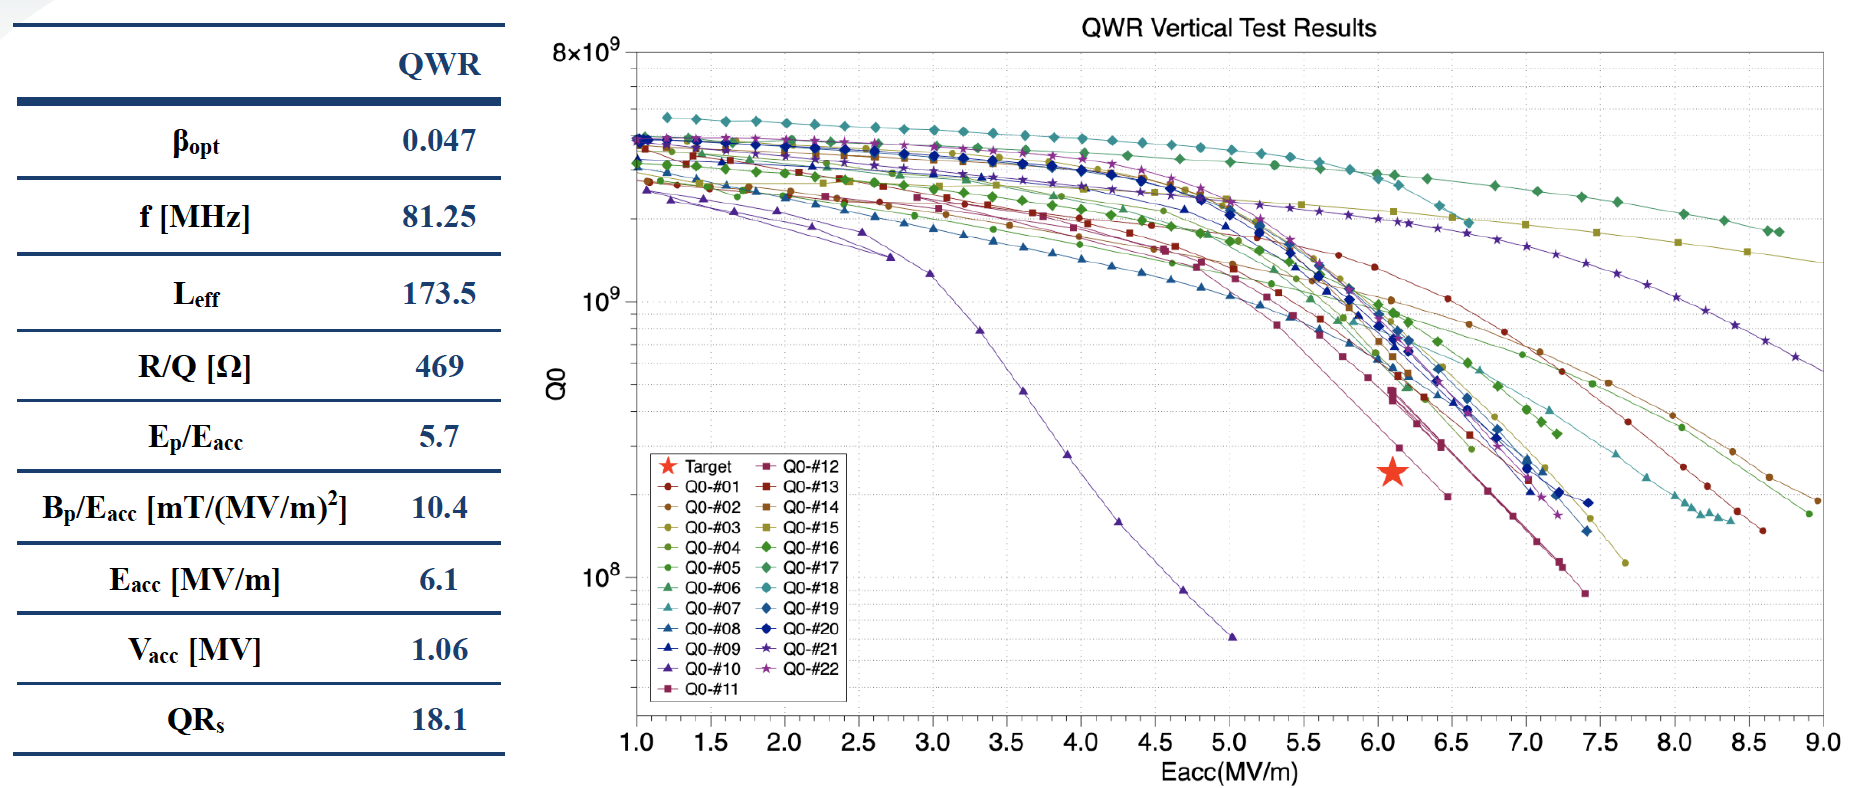 QWR
βopt 0.047
f [MHz] 81.25
Leff 173.5
R/Q [Ω] 469
Ep/Eacc 5.7
Bp/Eacc [mT/(MV/m)²] 10.4
Eacc [MV/m] 6.1
Vacc [MV] 1.06
QRs 18.1
QWR Vertical Test Results
8×10⁹
10⁹
10⁸
Q0
Target
Q0-#01
Q0-#02
Q0-#03
Q0-#04
Q0-#05
Q0-#06
Q0-#07
Q0-#08
Q0-#09
Q0-#10
Q0-#11
Q0-#12
Q0-#13
Q0-#14
Q0-#15
Q0-#16
Q0-#17
Q0-#18
Q0-#19
Q0-#20
Q0-#21
Q0-#22
1.0 1.5 2.0 2.5 3.0 3.5 4.0 4.5 5.0 5.5 6.0 6.5 7.0 7.5 8.0 8.5 9.0
Eacc(MV/m)